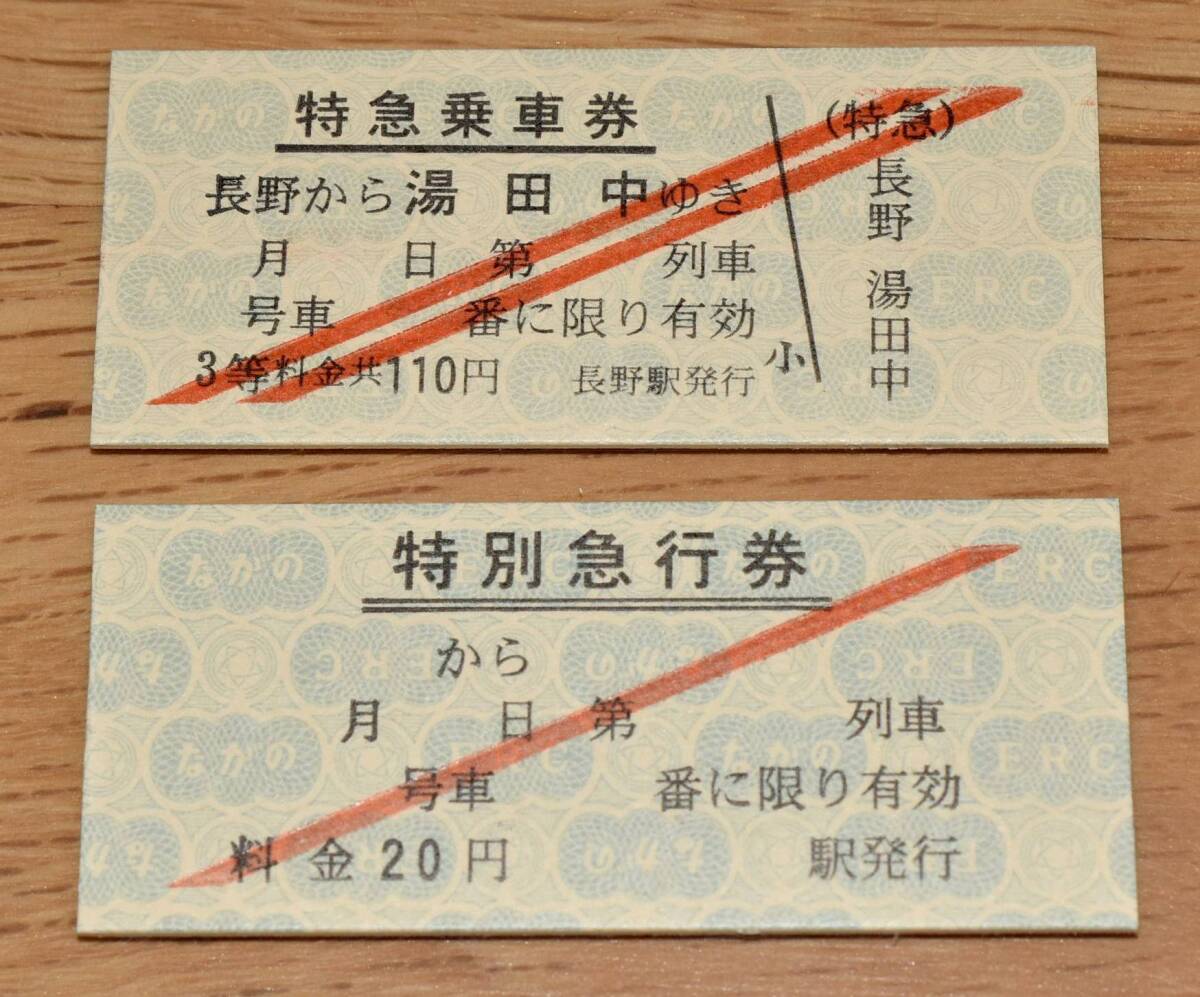 特急乗車券
長野から湯田中ゆき
月 日 第 列車
号車 番に限り有効
3等料金共110円 長野駅発行
小
(特急)
長野 湯田中
特別急行券
から
月 日 第 列車
号車 番に限り有効
料金20円 駅発行